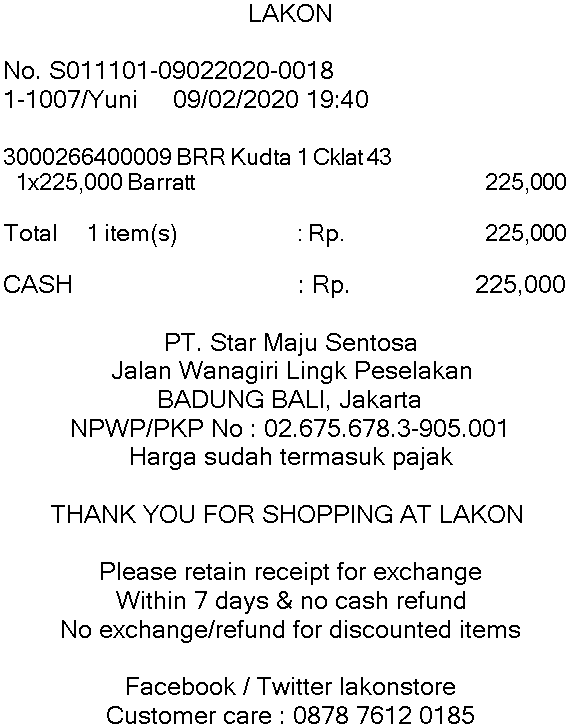 LAKON
No. S011101-09022020-0018
1-1007/Yuni 09/02/2020 19:40
3000266400009 BRR Kudta 1 Cklat 43
1x225,000 Barratt 225,000
Total 1 item(s) : Rp. 225,000
CASH : Rp. 225,000
PT. Star Maju Sentosa
Jalan Wanagiri Lingk Peselakan
BADUNG BALI, Jakarta
NPWP/PKP No : 02.675.678.3-905.001
Harga sudah termasuk pajak
THANK YOU FOR SHOPPING AT LAKON
Please retain receipt for exchange
Within 7 days & no cash refund
No exchange/refund for discounted items
Facebook / Twitter lakonstore
Customer care : 0878 7612 0185